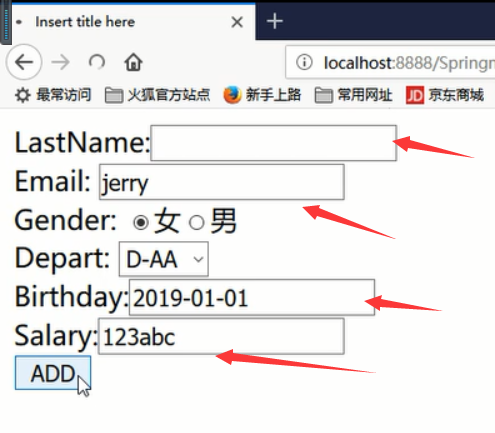 Insert title here
localhost:8888/Springm
最常访问 火狐官方站点 新手上路 常用网址 JD 京东商城
LastName:
Email: jerry
Gender: 女 男
Depart: D-AA
Birthday: 2019-01-01
Salary: 123abc
ADD